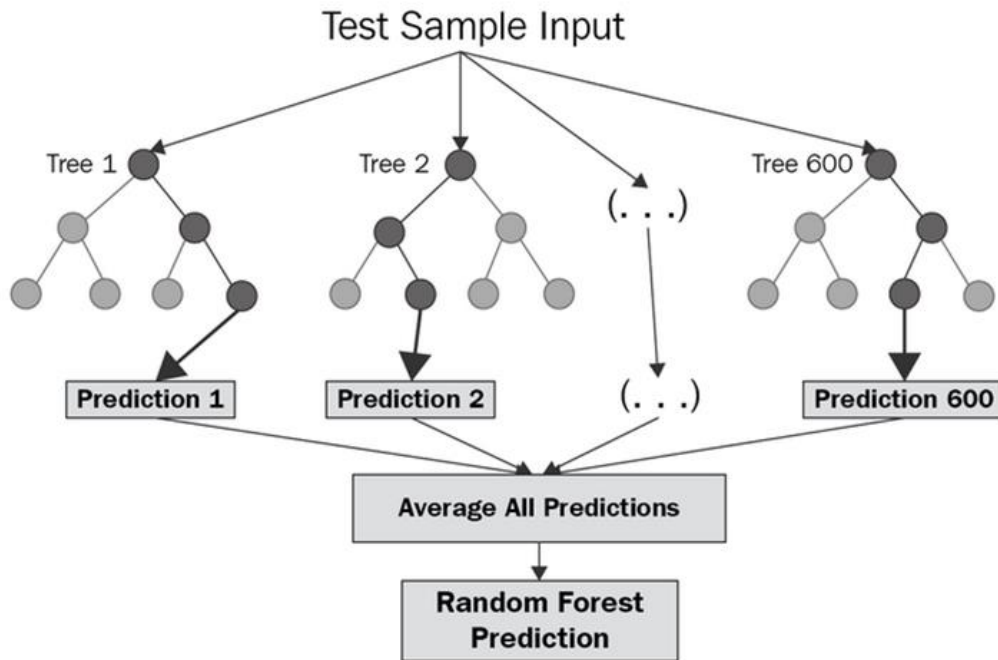 Test Sample Input
Tree 1
Tree 2
(. . .)
Tree 600
Prediction 1
Prediction 2
(. . .)
Prediction 600
Average All Predictions
Random Forest
Prediction